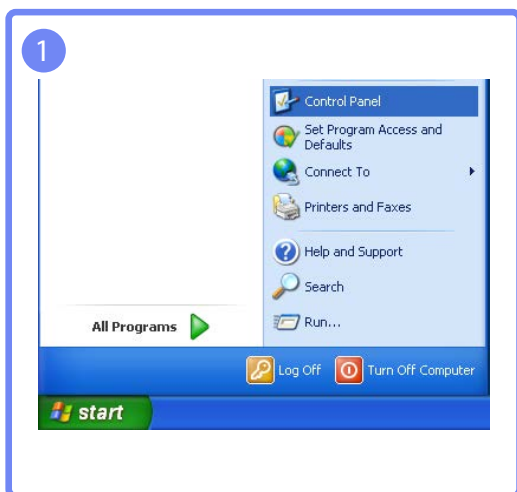 1
Control Panel
Set Program Access and
Defaults
Connect To
Printers and Faxes
Help and Support
Search
All Programs
Run...
Log Off
Turn Off Computer
start